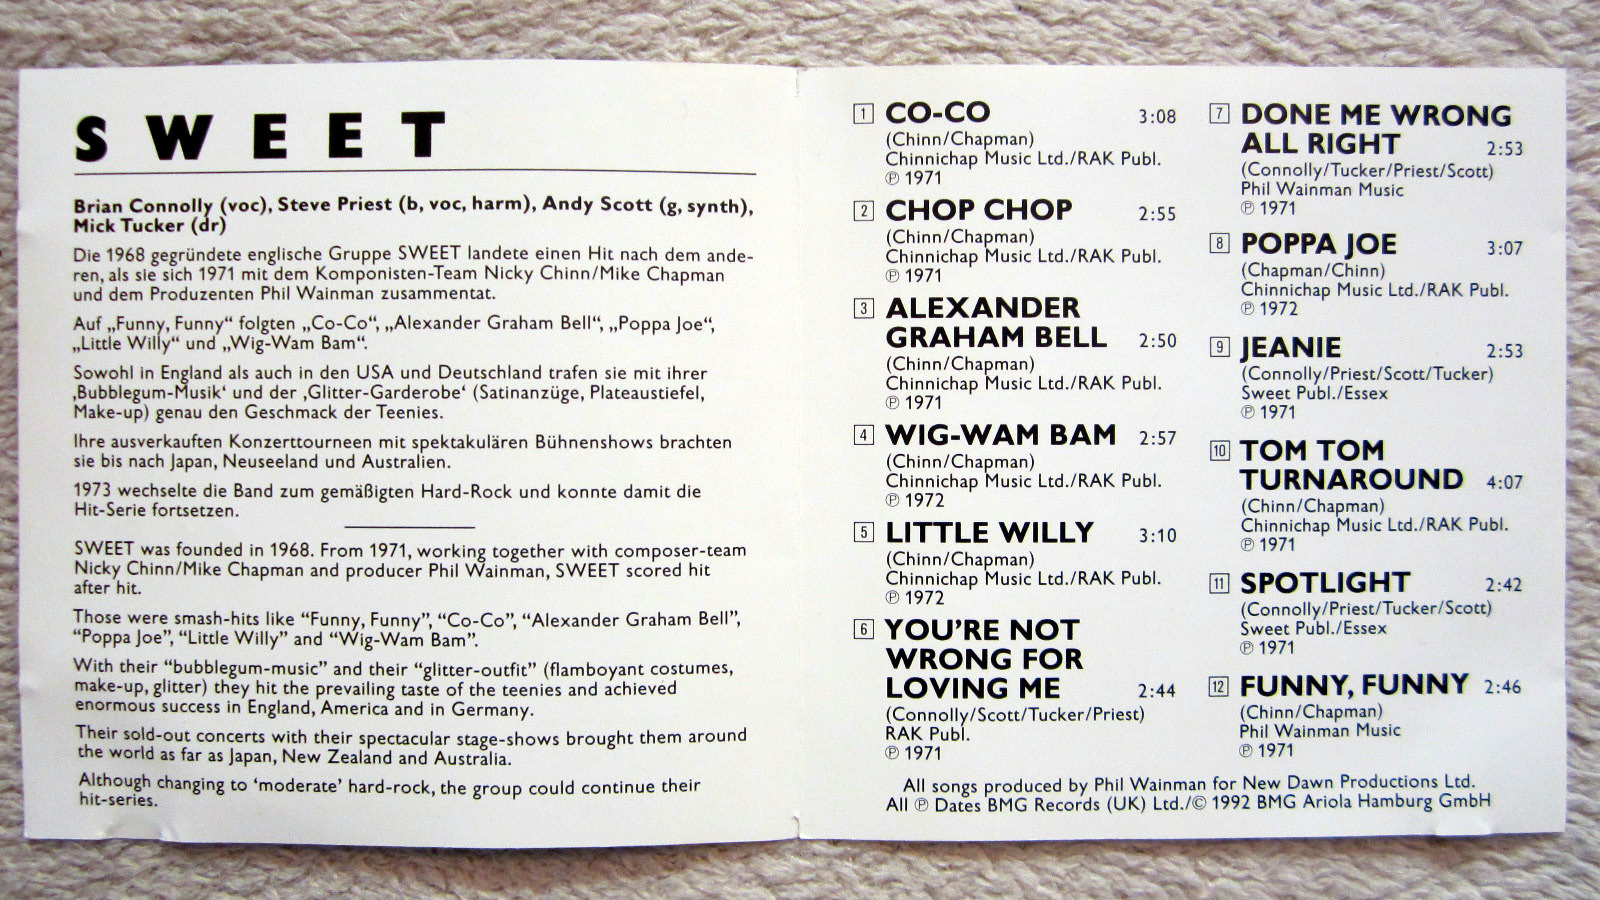 SWEET
Brian Connolly (voc), Steve Priest (b, voc, harm), Andy Scott (g, synth),
Mick Tucker (dr)
Die 1968 gegründete englische Gruppe SWEET landete einen Hit nach dem ande-
ren, als sie sich 1971 mit dem Komponisten-Team Nicky Chinn/Mike Chapman
und dem Produzenten Phil Wainman zusammentat.
Auf „Funny, Funny“ folgten „Co-Co“, „Alexander Graham Bell“, „Poppa Joe“,
„Little Willy“ und „Wig-Wam Bam“.
Sowohl in England als auch in den USA und Deutschland trafen sie mit ihrer
‚Bubblegum-Musik‘ und der ‚Glitter-Garderobe‘ (Satinanzüge, Plateaustiefel,
Make-up) genau den Geschmack der Teenies.
Ihre ausverkauften Konzerttourneen mit spektakulären Bühnenshows brachten
sie bis nach Japan, Neuseeland und Australien.
1973 wechselte die Band zum gemäßigten Hard-Rock und konnte damit die
Hit-Serie fortsetzen.
SWEET was founded in 1968. From 1971, working together with composer-team
Nicky Chinn/Mike Chapman and producer Phil Wainman, SWEET scored hit
after hit.
Those were smash-hits like “Funny, Funny”, “Co-Co”, “Alexander Graham Bell”,
“Poppa Joe”, “Little Willy” and “Wig-Wam Bam”.
With their “bubblegum-music” and their “glitter-outfit” (flamboyant costumes,
make-up, glitter) they hit the prevailing taste of the teenies and achieved
enormous success in England, America and in Germany.
Their sold-out concerts with their spectacular stage-shows brought them around
the world as far as Japan, New Zealand and Australia.
Although changing to ‘moderate’ hard-rock, the group could continue their
hit-series.
1 CO-CO 3:08
(Chinn/Chapman)
Chinnichap Music Ltd./RAK Publ.
℗ 1971
2 CHOP CHOP 2:55
(Chinn/Chapman)
Chinnichap Music Ltd./RAK Publ.
℗ 1971
3 ALEXANDER
GRAHAM BELL 2:50
(Chinn/Chapman)
Chinnichap Music Ltd./RAK Publ.
℗ 1971
4 WIG-WAM BAM 2:57
(Chinn/Chapman)
Chinnichap Music Ltd./RAK Publ.
℗ 1972
5 LITTLE WILLY 3:10
(Chinn/Chapman)
Chinnichap Music Ltd./RAK Publ.
℗ 1972
6 YOU'RE NOT
WRONG FOR
LOVING ME 2:44
(Connolly/Scott/Tucker/Priest)
RAK Publ.
℗ 1971
7 DONE ME WRONG
ALL RIGHT 2:53
(Connolly/Tucker/Priest/Scott)
Phil Wainman Music
℗ 1971
8 POPPA JOE 3:07
(Chapman/Chinn)
Chinnichap Music Ltd./RAK Publ.
℗ 1972
9 JEANIE 2:53
(Connolly/Priest/Scott/Tucker)
Sweet Publ./Essex
℗ 1971
10 TOM TOM
TURNAROUND 4:07
(Chinn/Chapman)
Chinnichap Music Ltd./RAK Publ.
℗ 1971
11 SPOTLIGHT 2:42
(Connolly/Priest/Tucker/Scott)
Sweet Publ./Essex
℗ 1971
12 FUNNY, FUNNY 2:46
(Chinn/Chapman)
Phil Wainman Music
℗ 1971
All songs produced by Phil Wainman for New Dawn Productions Ltd.
All ℗ Dates BMG Records (UK) Ltd./© 1992 BMG Ariola Hamburg GmbH